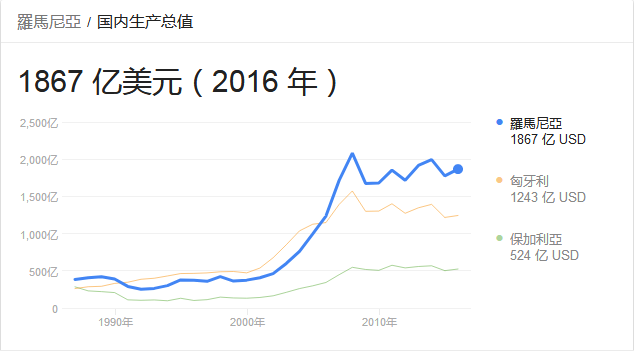 羅馬尼亞 / 国内生产总值
1867 亿美元（2016 年）
2,500亿
2,000亿
1,500亿
1,000亿
500亿
0
1990年
2000年
2010年
羅馬尼亞
1867 亿 USD
匈牙利
1243 亿 USD
保加利亞
524 亿 USD